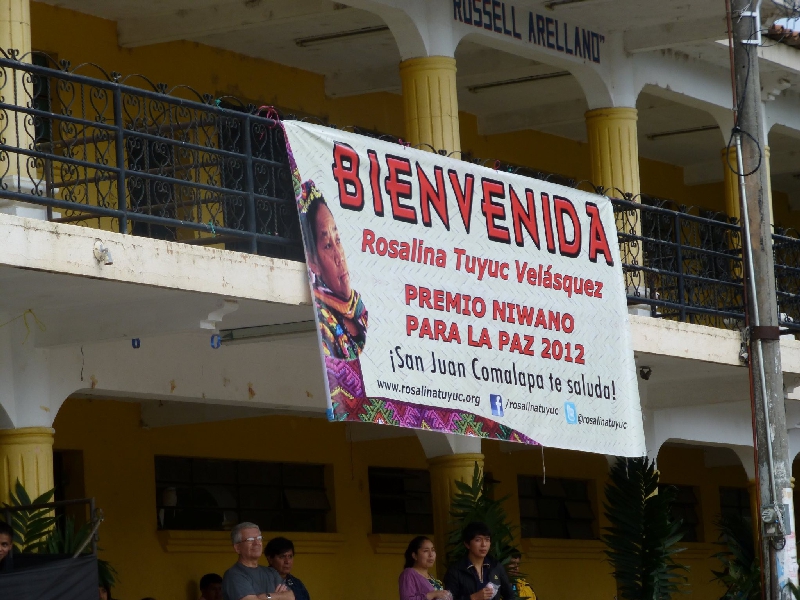 RUSSELL ARELLANO"
BIENVENIDA
Rosalina Tuyuc Velásquez
PREMIO NIWANO
PARA LA PAZ 2012
¡San Juan Comalapa te saluda!
www.rosalinatuyuc.org f /rosalinatuyuc @rosalinatuyuc